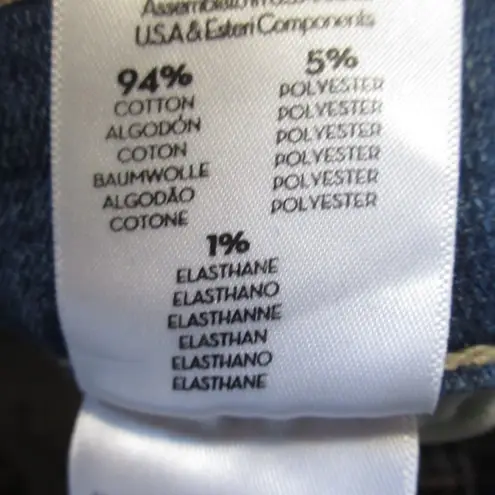 U.S.A & Esteri Components
94%
COTTON
ALGODÓN
COTON
BAUMWOLLE
ALGODÃO
COTONE
5%
POLYESTER
POLYESTER
POLYESTER
POLYESTER
POLYESTER
POLYESTER
1%
ELASTHANE
ELASTHANO
ELASTHANNE
ELASTHAN
ELASTHANO
ELASTHANE